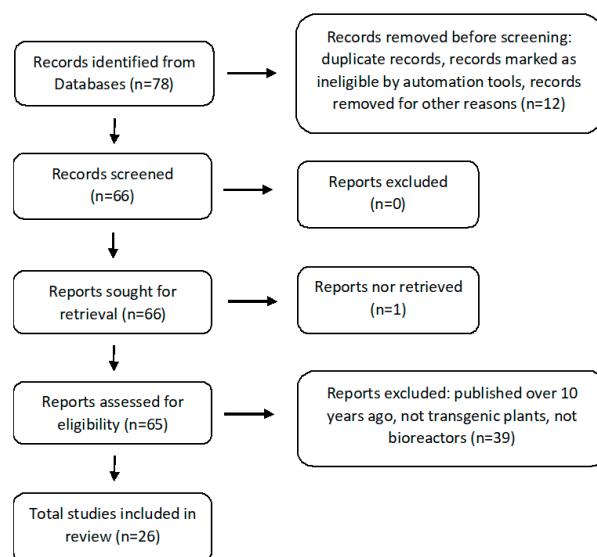 Records identified from
Databases (n=78)
Records removed before screening:
duplicate records, records marked as
ineligible by automation tools, records
removed for other reasons (n=12)
Records screened
(n=66)
Reports excluded
(n=0)
Reports sought for
retrieval (n=66)
Reports nor retrieved
(n=1)
Reports assessed for
eligibility (n=65)
Reports excluded: published over 10
years ago, not transgenic plants, not
bioreactors (n=39)
Total studies included in
review (n=26)